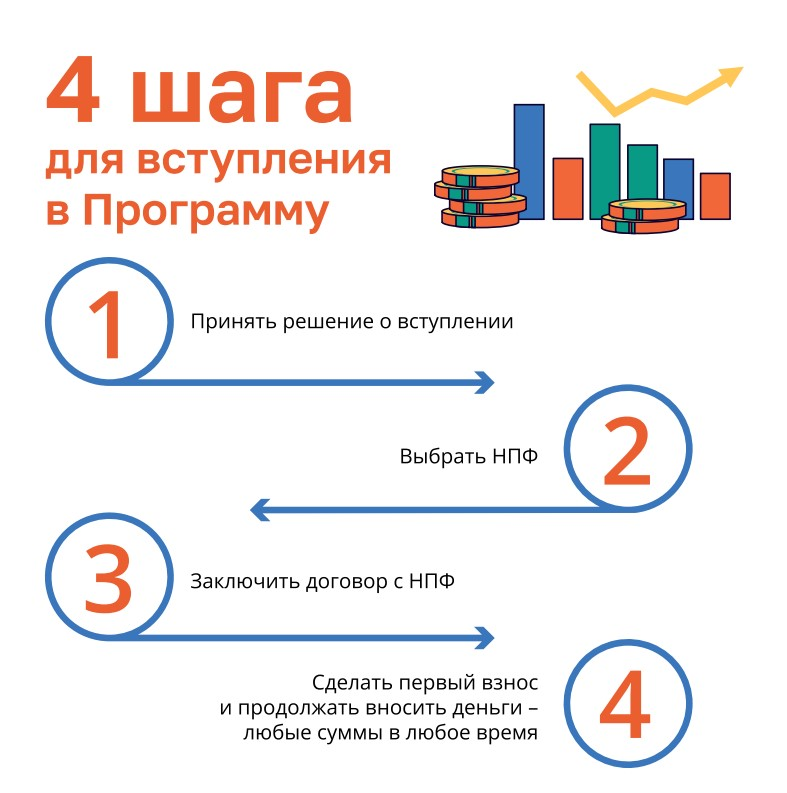 4 шага
для вступления
в Программу
1
Принять решение о вступлении
2
Выбрать НПФ
3
Заключить договор с НПФ
4
Сделать первый взнос
и продолжать вносить деньги –
любые суммы в любое время